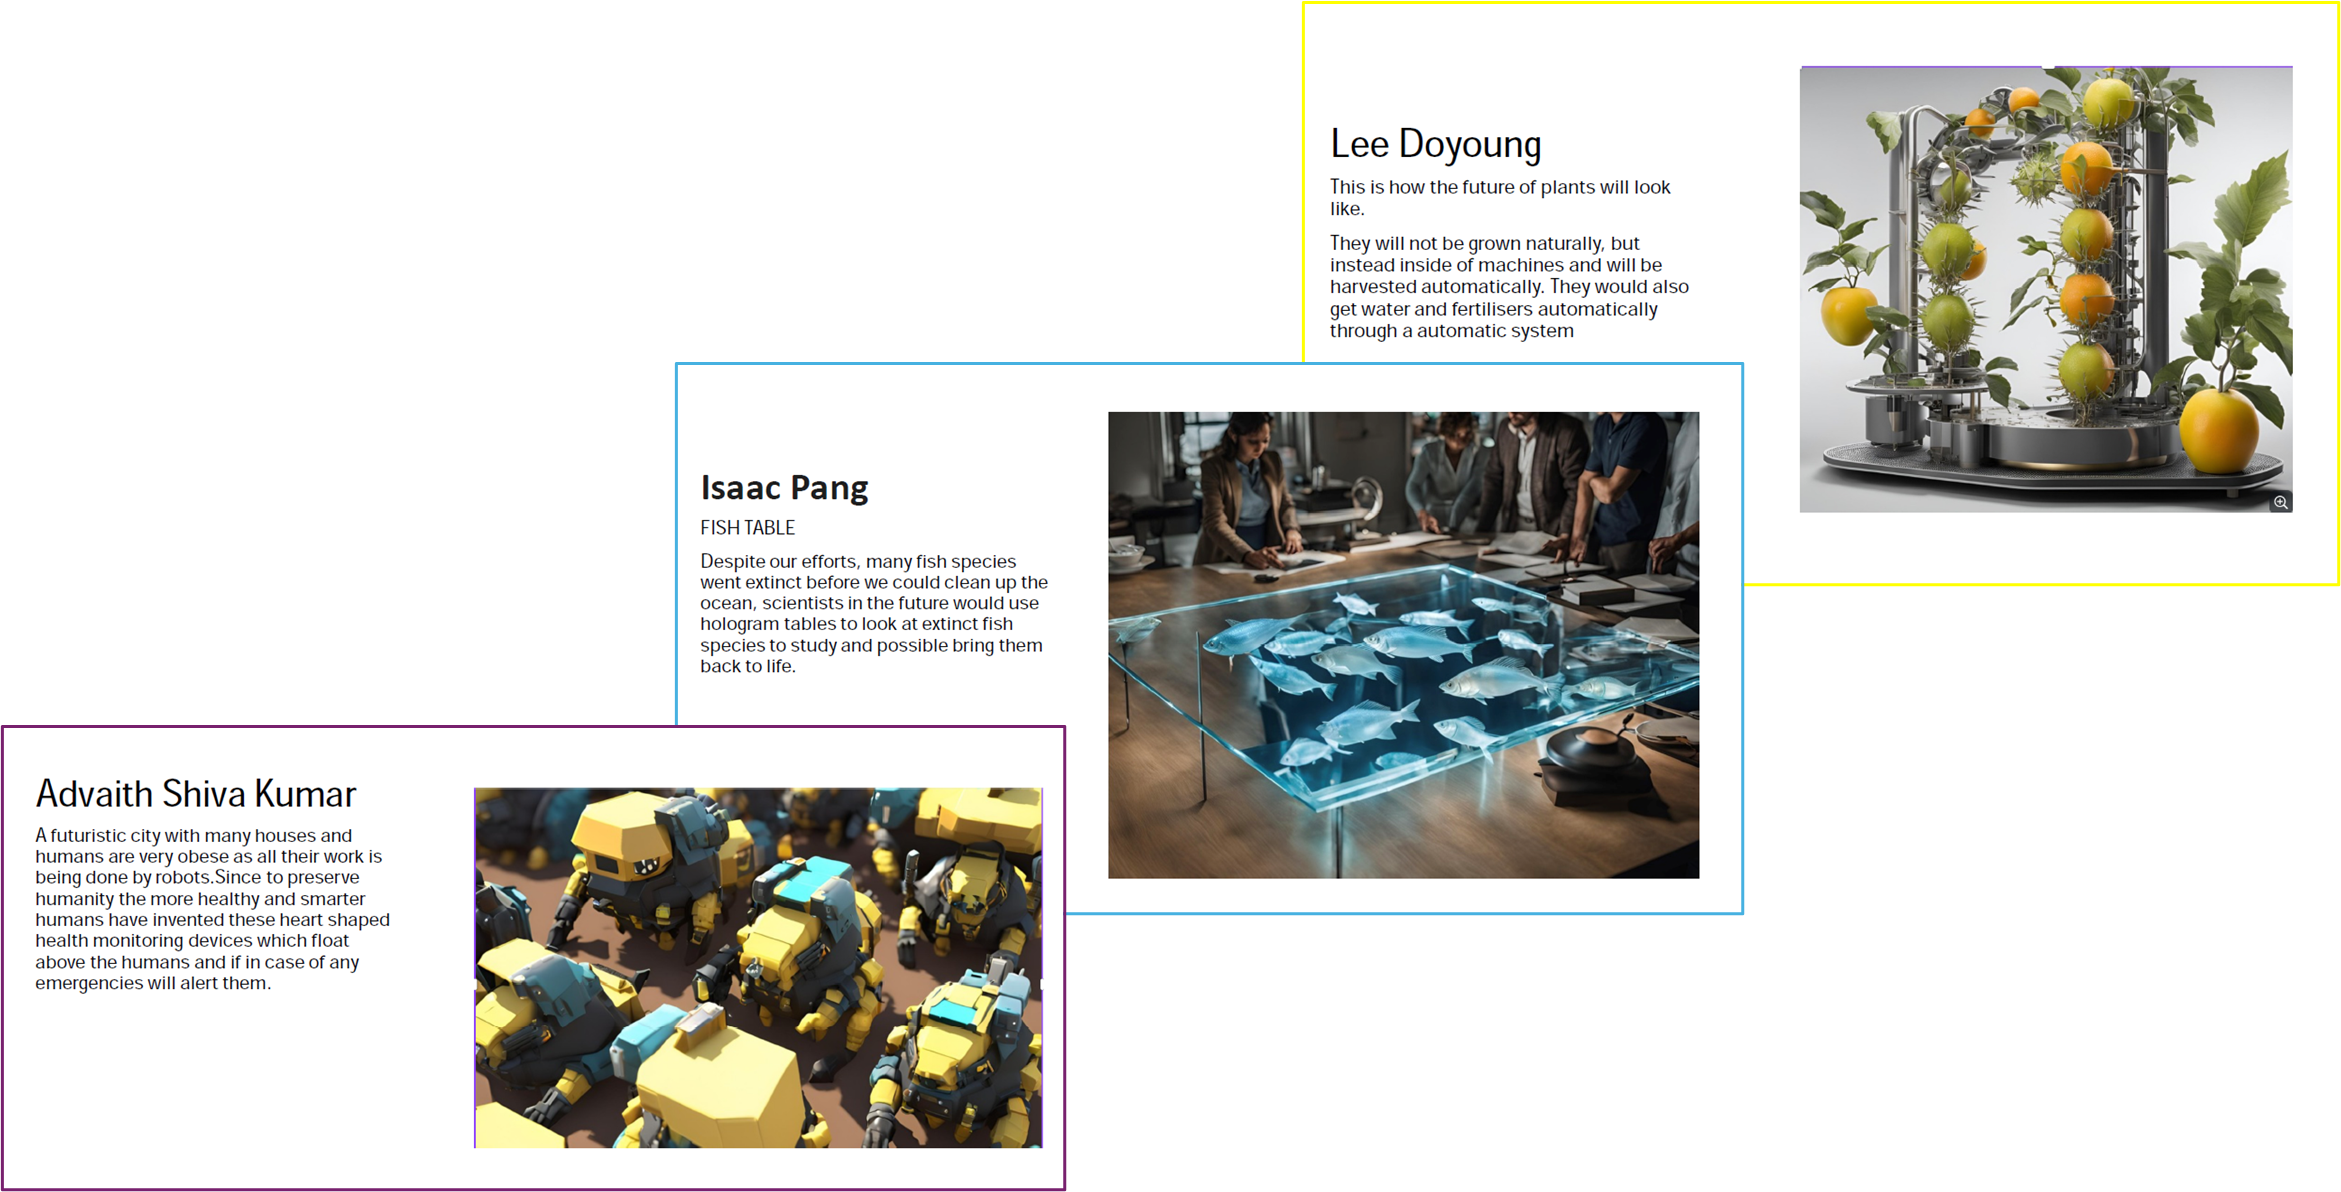 Lee Doyoung
This is how the future of plants will look
like.
They will not be grown naturally, but
instead inside of machines and will be
harvested automatically. They would also
get water and fertilisers automatically
through a automatic system
Isaac Pang
FISH TABLE
Despite our efforts, many fish species
went extinct before we could clean up the
ocean, scientists in the future would use
hologram tables to look at extinct fish
species to study and possible bring them
back to life.
Advaith Shiva Kumar
A futuristic city with many houses and
humans are very obese as all their work is
being done by robots.Since to preserve
humanity the more healthy and smarter
humans have invented these heart shaped
health monitoring devices which float
above the humans and if in case of any
emergencies will alert them.